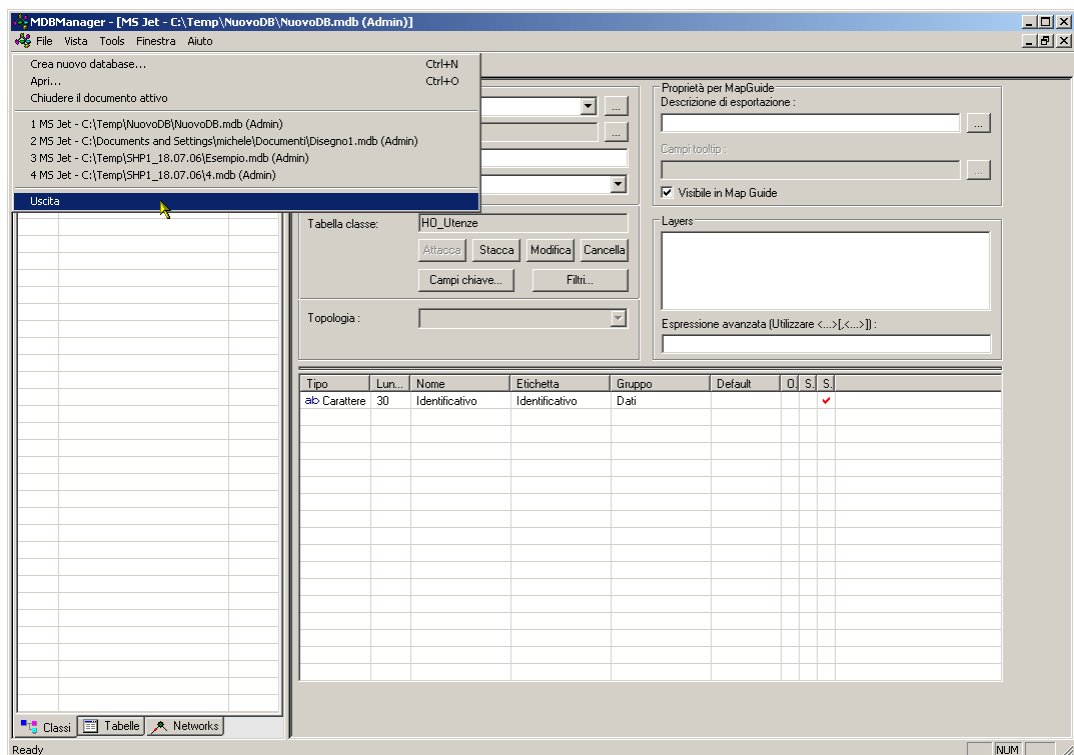 MDBManager - [MS Jet - C:\Temp\NuovoDB\NuovoDB.mdb (Admin)]
File Vista Tools Finestra Aiuto
Crea nuovo database... Ctrl+N
Apri... Ctrl+O
Chiudere il documento attivo
1 MS Jet - C:\Temp\NuovoDB\NuovoDB.mdb (Admin)
2 MS Jet - C:\Documents and Settings\michele\Documenti\Disegno1.mdb (Admin)
3 MS Jet - C:\Temp\SHP1_18.07.06\Esempio.mdb (Admin)
4 MS Jet - C:\Temp\SHP1_18.07.06\4.mdb (Admin)
Uscita
...
...
Proprietà per MapGuide
Descrizione di esportazione :
...
Campi tooltip :
...
Visibile in Map Guide
Tabella classe: HO_Utenze
Attacca Stacca Modifica Cancella
Campi chiave... Filtri...
Topologia :
Layers
Espressione avanzata (Utilizzare <...>[,<...>]) :
Tipo Lun... Nome Etichetta Gruppo Default O. S.. S..
ab Carattere 30 Identificativo Identificativo Dati
Classi Tabelle Networks
Ready NUM